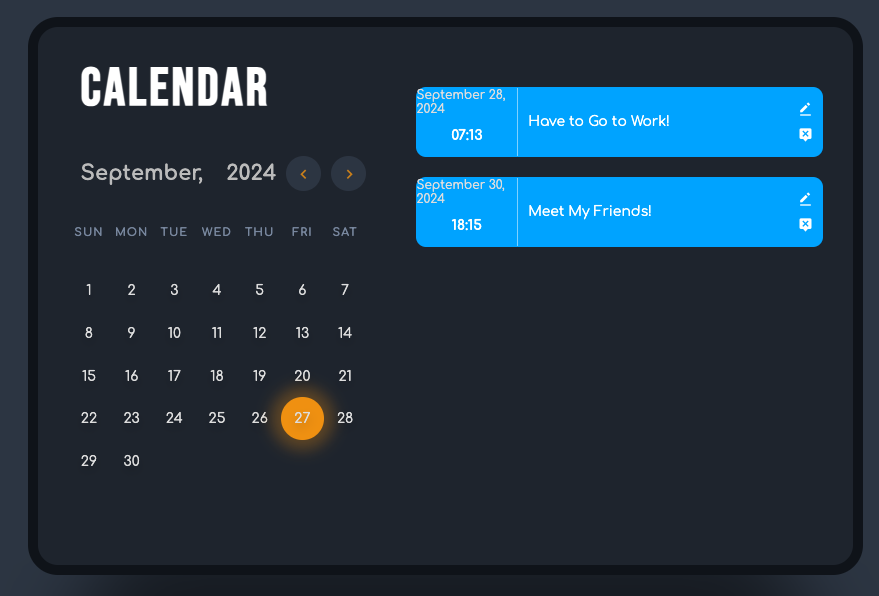 CALENDAR
September, 2024
SUN MON TUE WED THU FRI SAT
1 2 3 4 5 6 7
8 9 10 11 12 13 14
15 16 17 18 19 20 21
22 23 24 25 26 27 28
29 30
September 28,
2024
07:13
Have to Go to Work!
September 30,
2024
18:15
Meet My Friends!